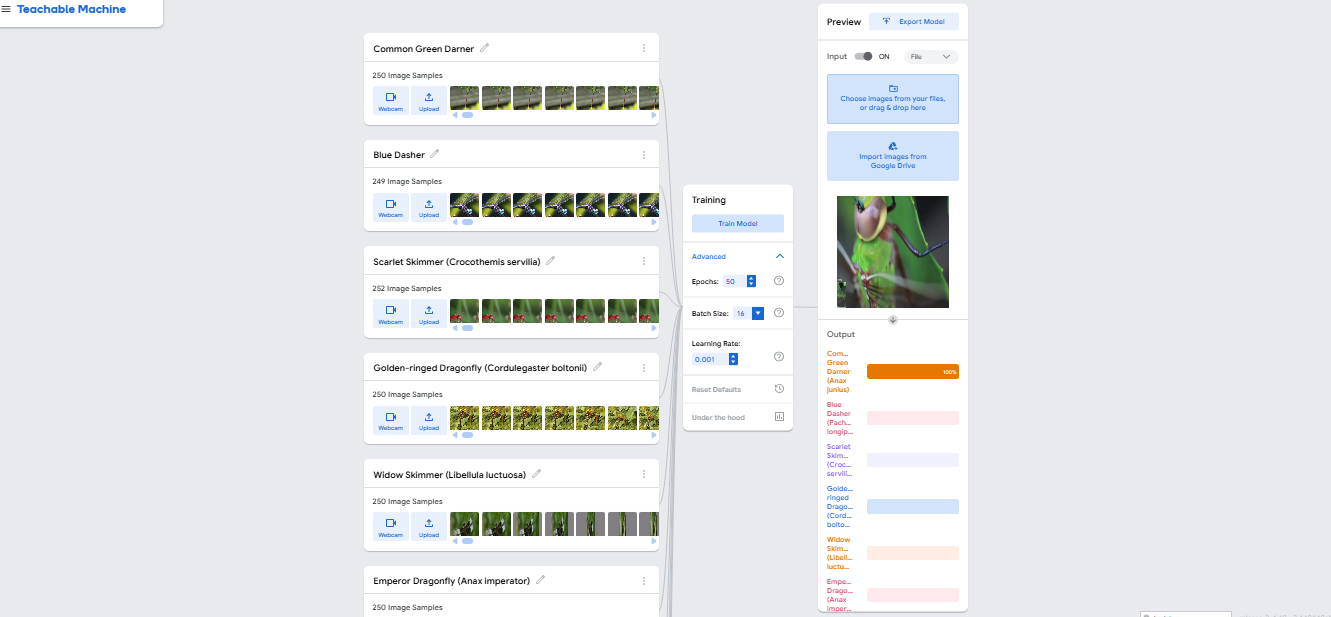 Teachable Machine
Common Green Darner
250 Image Samples
Webcam
Upload
Blue Dasher
249 Image Samples
Webcam
Upload
Scarlet Skimmer (Crocothemis servilia)
252 Image Samples
Webcam
Upload
Golden-ringed Dragonfly (Cordulegaster boltonii)
250 Image Samples
Webcam
Upload
Widow Skimmer (Libellula luctuosa)
250 Image Samples
Webcam
Upload
Emperor Dragonfly (Anax imperator)
250 Image Samples
Training
Train Model
Advanced
Epochs: 50
Batch Size: 16
Learning Rate:
0.001
Reset Defaults
Under the hood
Preview
Export Model
Input ON File
Choose images from your files,
or drag & drop here
Import images from
Google Drive
Output
Com...
Green
Darner
(Anax
junius)
100%
Blue
Dasher
(Pach...
longip...
Scarlet
Skim...
(Croc...
servili...
Golde...
ringed
Drago...
(Cord...
bolto...
Widow
Skim...
(Libell...
luctu...
Empe...
Drago...
(Anax
imper...